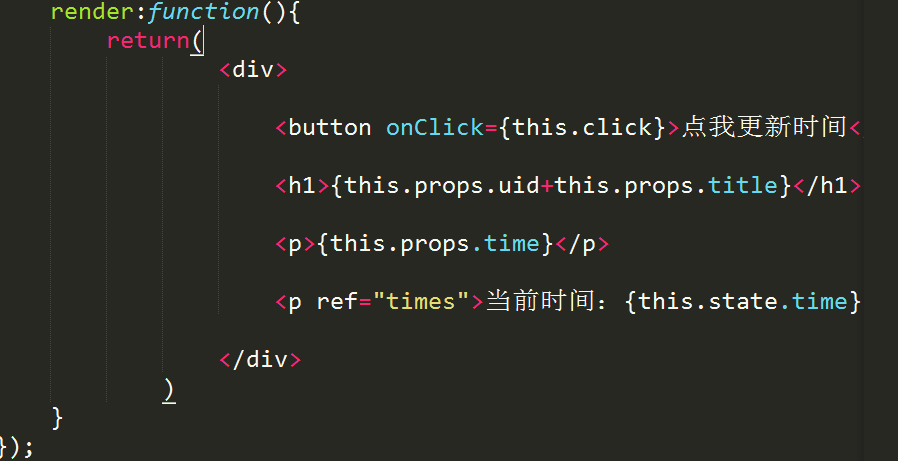 render:function(){
return(
<div>
<button onClick={this.click}>点我更新时间<
<h1>{this.props.uid+this.props.title}</h1>
<p>{this.props.time}</p>
<p ref="times">当前时间：{this.state.time}
</div>
)
}
});